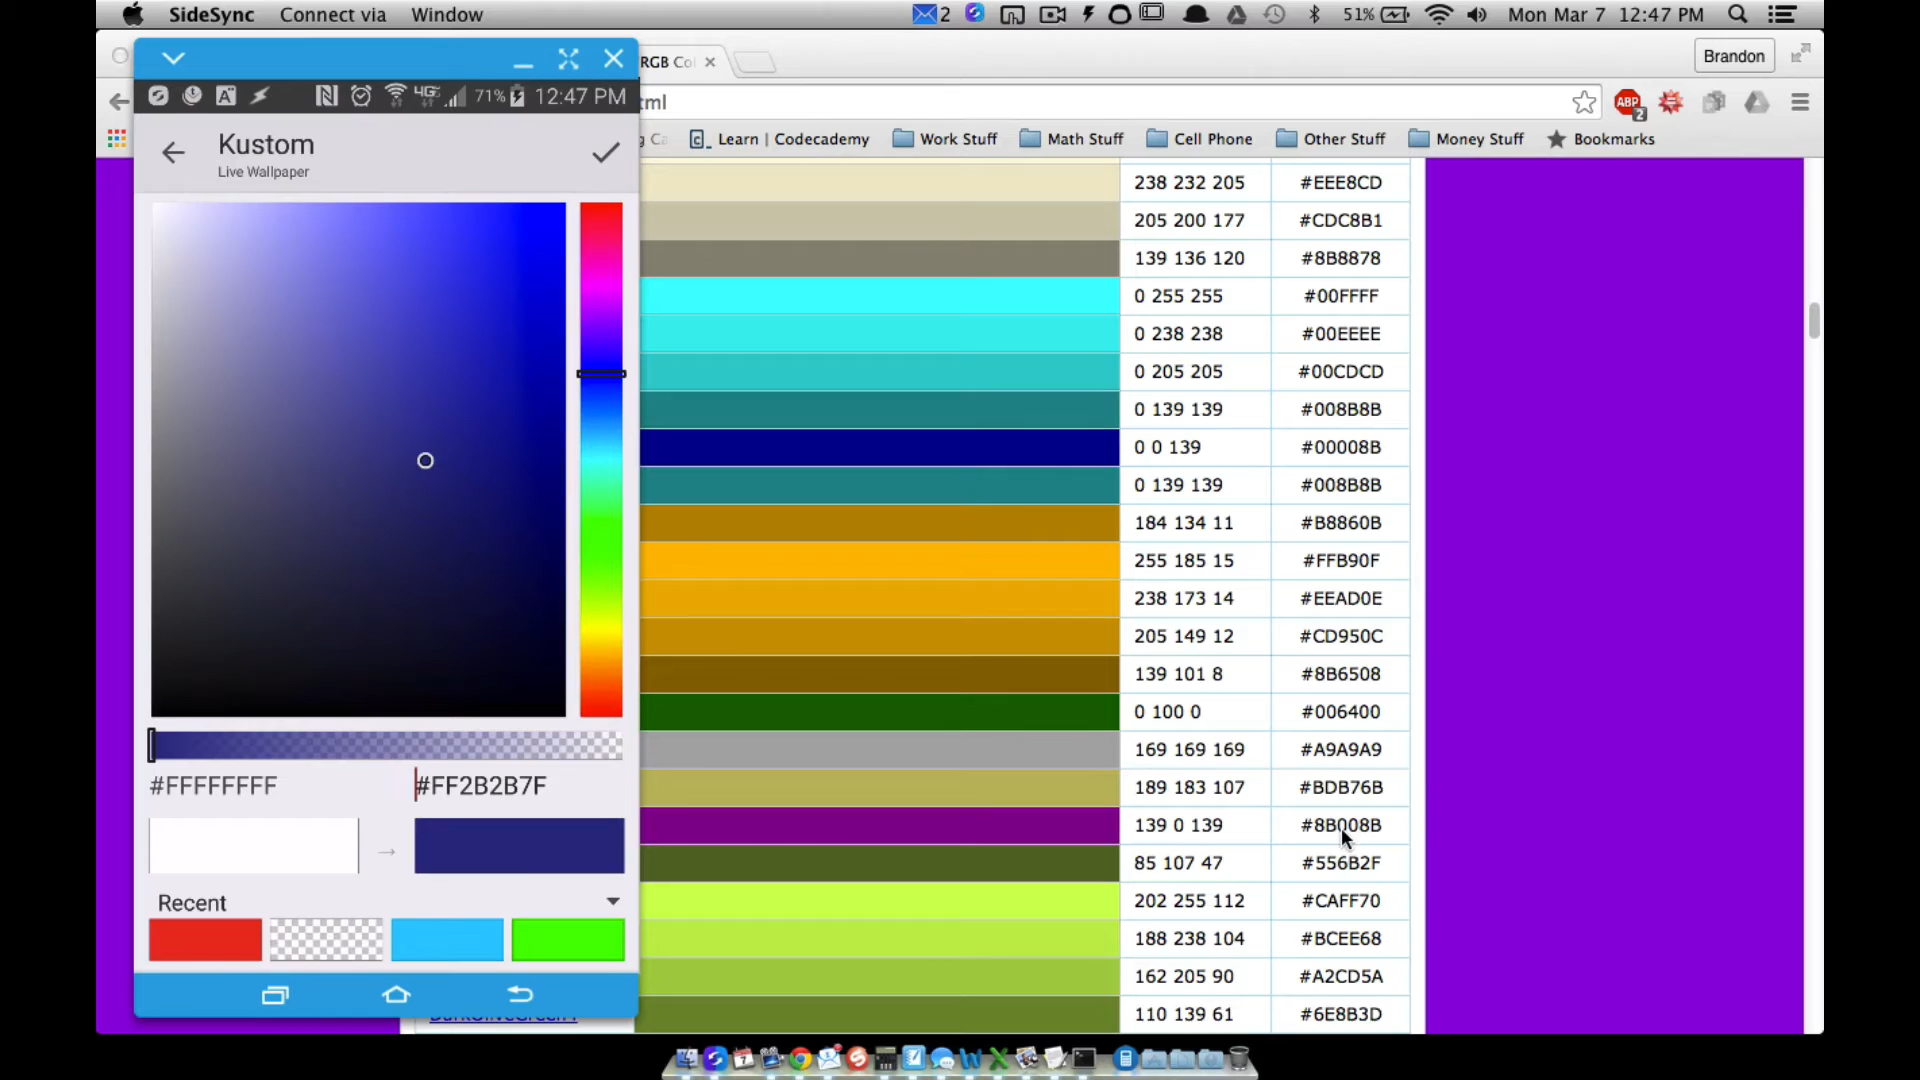 SideSync Connect via Window 2 51% Mon Mar 7 12:47 PM
RGB Col
Brandon
4G 71% 12:47 PM
tml
ABP 2
Learn | Codecademy Work Stuff Math Stuff Cell Phone Other Stuff Money Stuff Bookmarks
Kustom
Live Wallpaper
#FFFFFFFF #FF2B2B7F
Recent
238 232 205 #EEE8CD
205 200 177 #CDC8B1
139 136 120 #8B8878
0 255 255 #00FFFF
0 238 238 #00EEEE
0 205 205 #00CDCD
0 139 139 #008B8B
0 0 139 #00008B
0 139 139 #008B8B
184 134 11 #B8860B
255 185 15 #FFB90F
238 173 14 #EEAD0E
205 149 12 #CD950C
139 101 8 #8B6508
0 100 0 #006400
169 169 169 #A9A9A9
189 183 107 #BDB76B
139 0 139 #8B008B
85 107 47 #556B2F
202 255 112 #CAFF70
188 238 104 #BCEE68
162 205 90 #A2CD5A
110 139 61 #6E8B3D